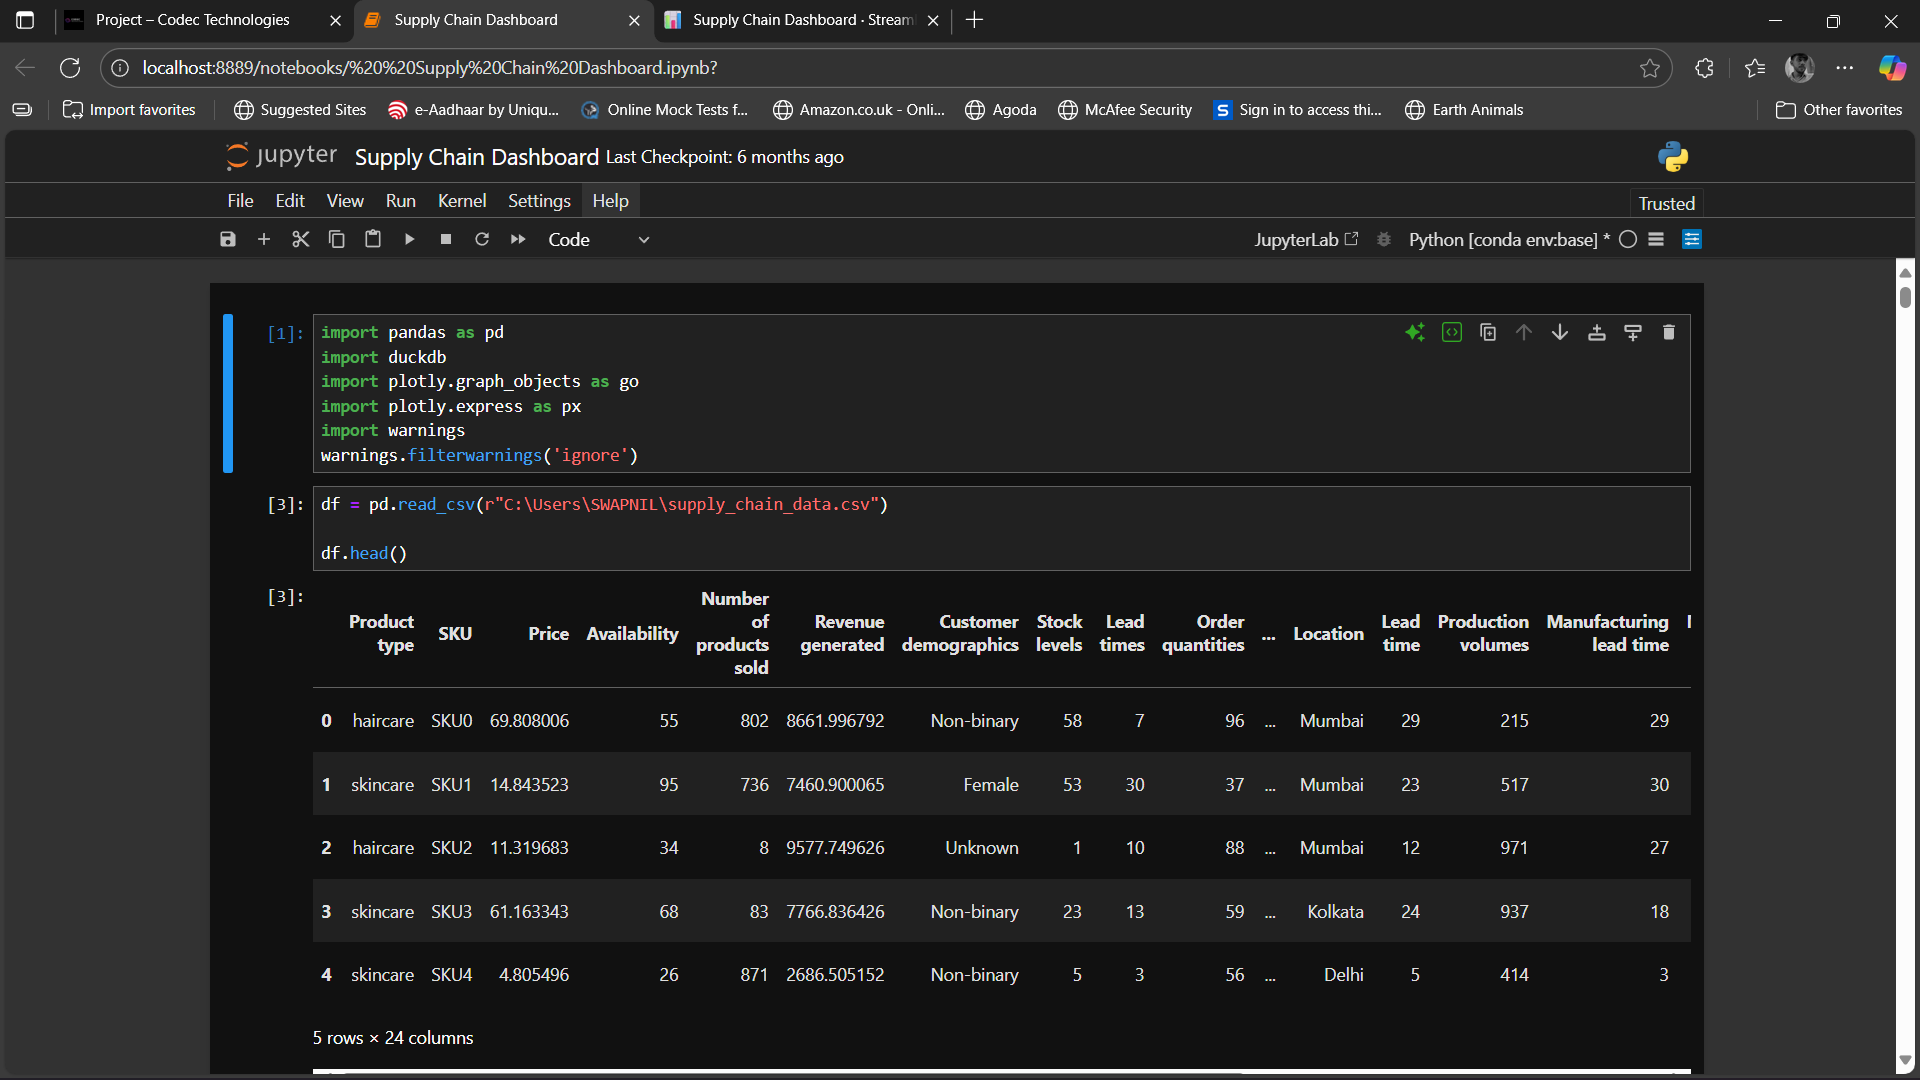 Project – Codec Technologies
Supply Chain Dashboard
Supply Chain Dashboard · Stream
localhost:8889/notebooks/%20%20Supply%20Chain%20Dashboard.ipynb?
Import favorites
Suggested Sites
e-Aadhaar by Uniqu...
Online Mock Tests f...
Amazon.co.uk - Onli...
Agoda
McAfee Security
S
Sign in to access thi...
Earth Animals
Other favorites
jupyter Supply Chain Dashboard Last Checkpoint: 6 months ago
File Edit View Run Kernel Settings Help
Trusted
Code
JupyterLab
Python [conda env:base] *
[1]: import pandas as pd
import duckdb
import plotly.graph_objects as go
import plotly.express as px
import warnings
warnings.filterwarnings('ignore')
[3]: df = pd.read_csv(r"C:\Users\SWAPNIL\supply_chain_data.csv")
df.head()
[3]:
Product type SKU Price Availability Number of products sold Revenue generated Customer demographics Stock levels Lead times Order quantities ... Location Lead time Production volumes Manufacturing lead time
0 haircare SKU0 69.808006 55 802 8661.996792 Non-binary 58 7 96 ... Mumbai 29 215 29
1 skincare SKU1 14.843523 95 736 7460.900065 Female 53 30 37 ... Mumbai 23 517 30
2 haircare SKU2 11.319683 34 8 9577.749626 Unknown 1 10 88 ... Mumbai 12 971 27
3 skincare SKU3 61.163343 68 83 7766.836426 Non-binary 23 13 59 ... Kolkata 24 937 18
4 skincare SKU4 4.805496 26 871 2686.505152 Non-binary 5 3 56 ... Delhi 5 414 3
5 rows × 24 columns